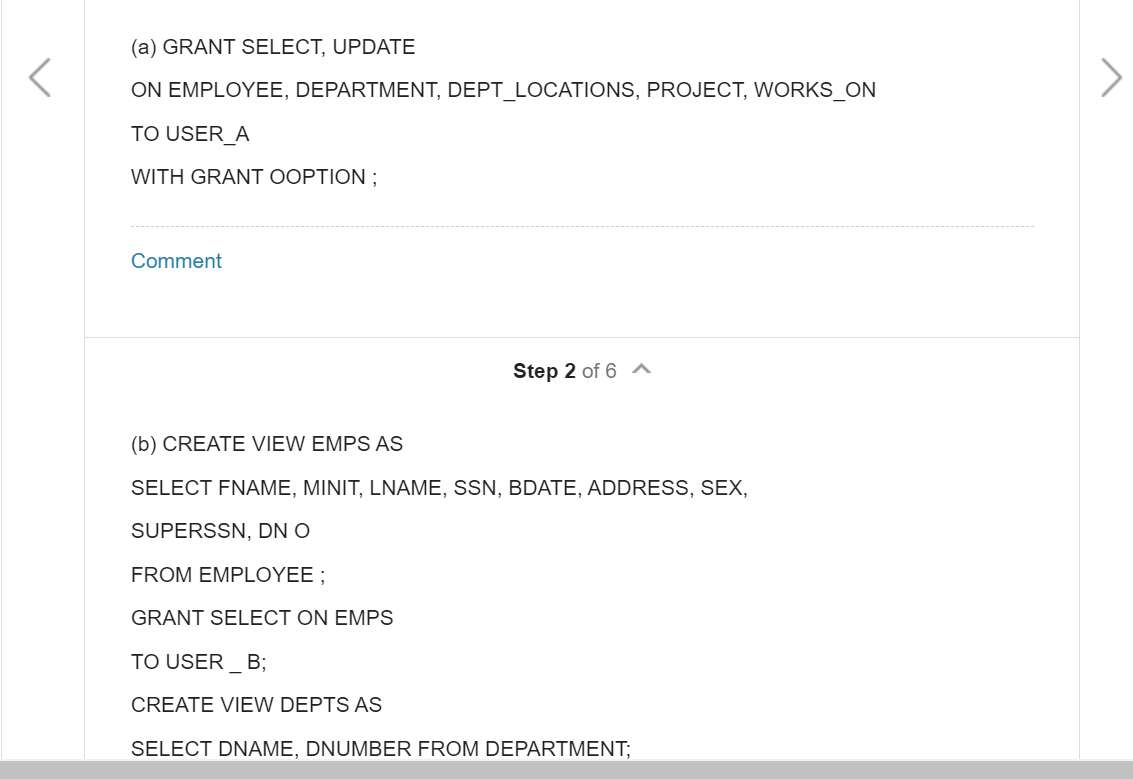 (a) GRANT SELECT, UPDATE
ON EMPLOYEE, DEPARTMENT, DEPT_LOCATIONS, PROJECT, WORKS_ON
TO USER_A
WITH GRANT OOPTION ;
Comment
Step 2 of 6
(b) CREATE VIEW EMPS AS
SELECT FNAME, MINIT, LNAME, SSN, BDATE, ADDRESS, SEX,
SUPERSSN, DN O
FROM EMPLOYEE ;
GRANT SELECT ON EMPS
TO USER _ B;
CREATE VIEW DEPTS AS
SELECT DNAME, DNUMBER FROM DEPARTMENT;